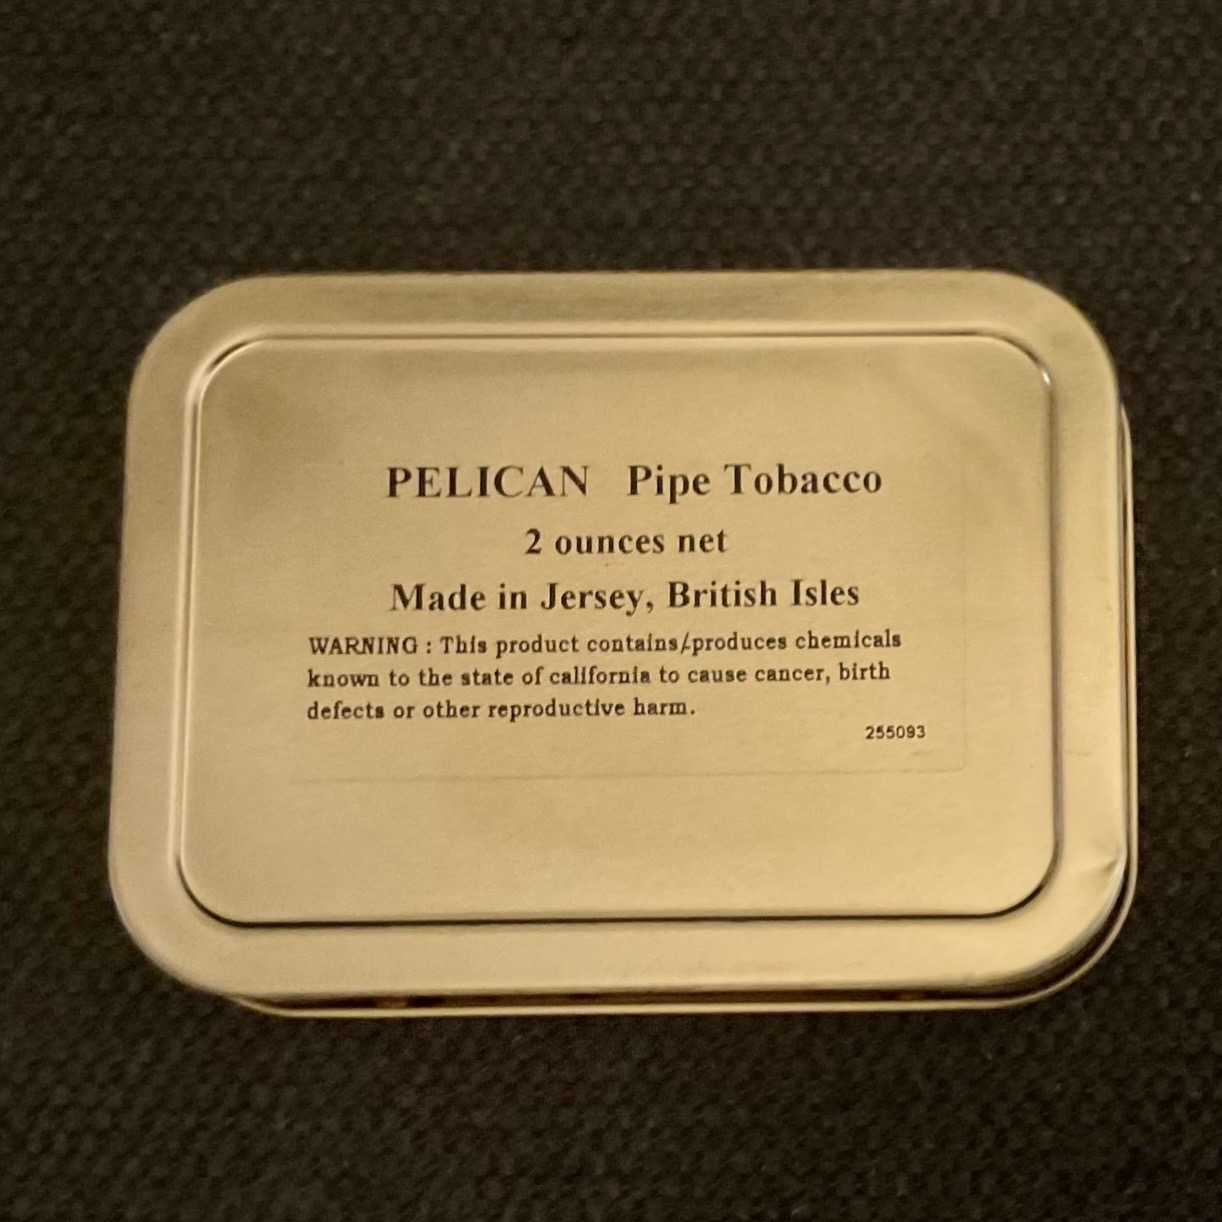 PELICAN Pipe Tobacco
2 ounces net
Made in Jersey, British Isles
WARNING : This product contains/produces chemicals
known to the state of california to cause cancer, birth
defects or other reproductive harm.
255093